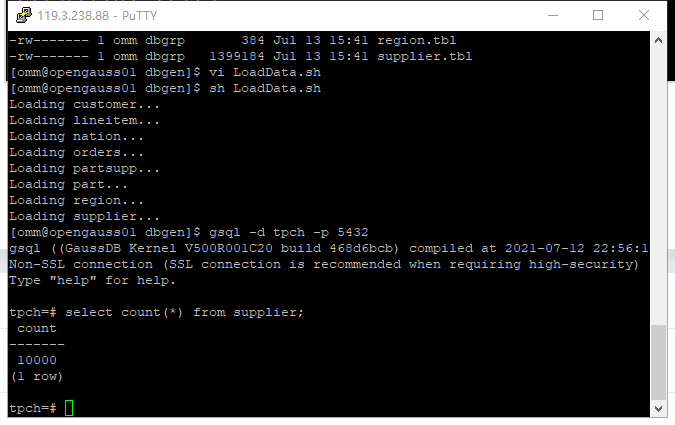 119.3.238.88 - PuTTY
-rw------- 1 omm dbgrp     384 Jul 13 15:41 region.tbl
-rw------- 1 omm dbgrp 1399184 Jul 13 15:41 supplier.tbl
[omm@opengauss01 dbgen]$ vi LoadData.sh
[omm@opengauss01 dbgen]$ sh LoadData.sh
Loading customer...
Loading lineitem...
Loading nation...
Loading orders...
Loading partsupp...
Loading part...
Loading region...
Loading supplier...
[omm@opengauss01 dbgen]$ gsql -d tpch -p 5432
gsql ((GaussDB Kernel V500R001C20 build 468d6bcb) compiled at 2021-07-12 22:56:1
Non-SSL connection (SSL connection is recommended when requiring high-security)
Type "help" for help.
tpch=# select count(*) from supplier;
count
-------
10000
(1 row)
tpch=#